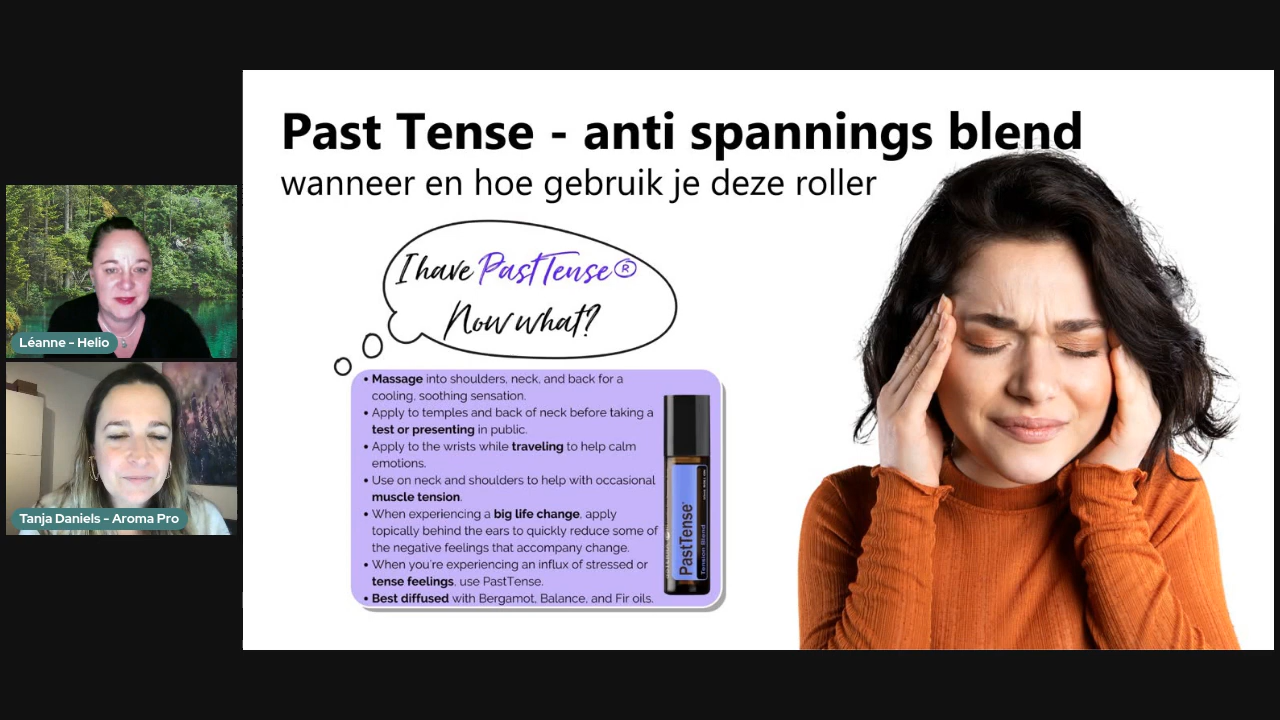 Past Tense - anti spannings blend
wanneer en hoe gebruik je deze roller
I have PastTense®
Now what?
• Massage into shoulders, neck, and back for a
cooling, soothing sensation.
• Apply to temples and back of neck before taking a
test or presenting in public.
• Apply to the wrists while traveling to help calm
emotions.
• Use on neck and shoulders to help with occasional
muscle tension.
• When experiencing a big life change, apply
topically behind the ears to quickly reduce some of
the negative feelings that accompany change.
• When you're experiencing an influx of stressed or
tense feelings, use PastTense.
• Best diffused with Bergamot, Balance, and Fir oils.
PastTense®
Tension Blend
Léanne - Helio
Tanja Daniels - Aroma Pro